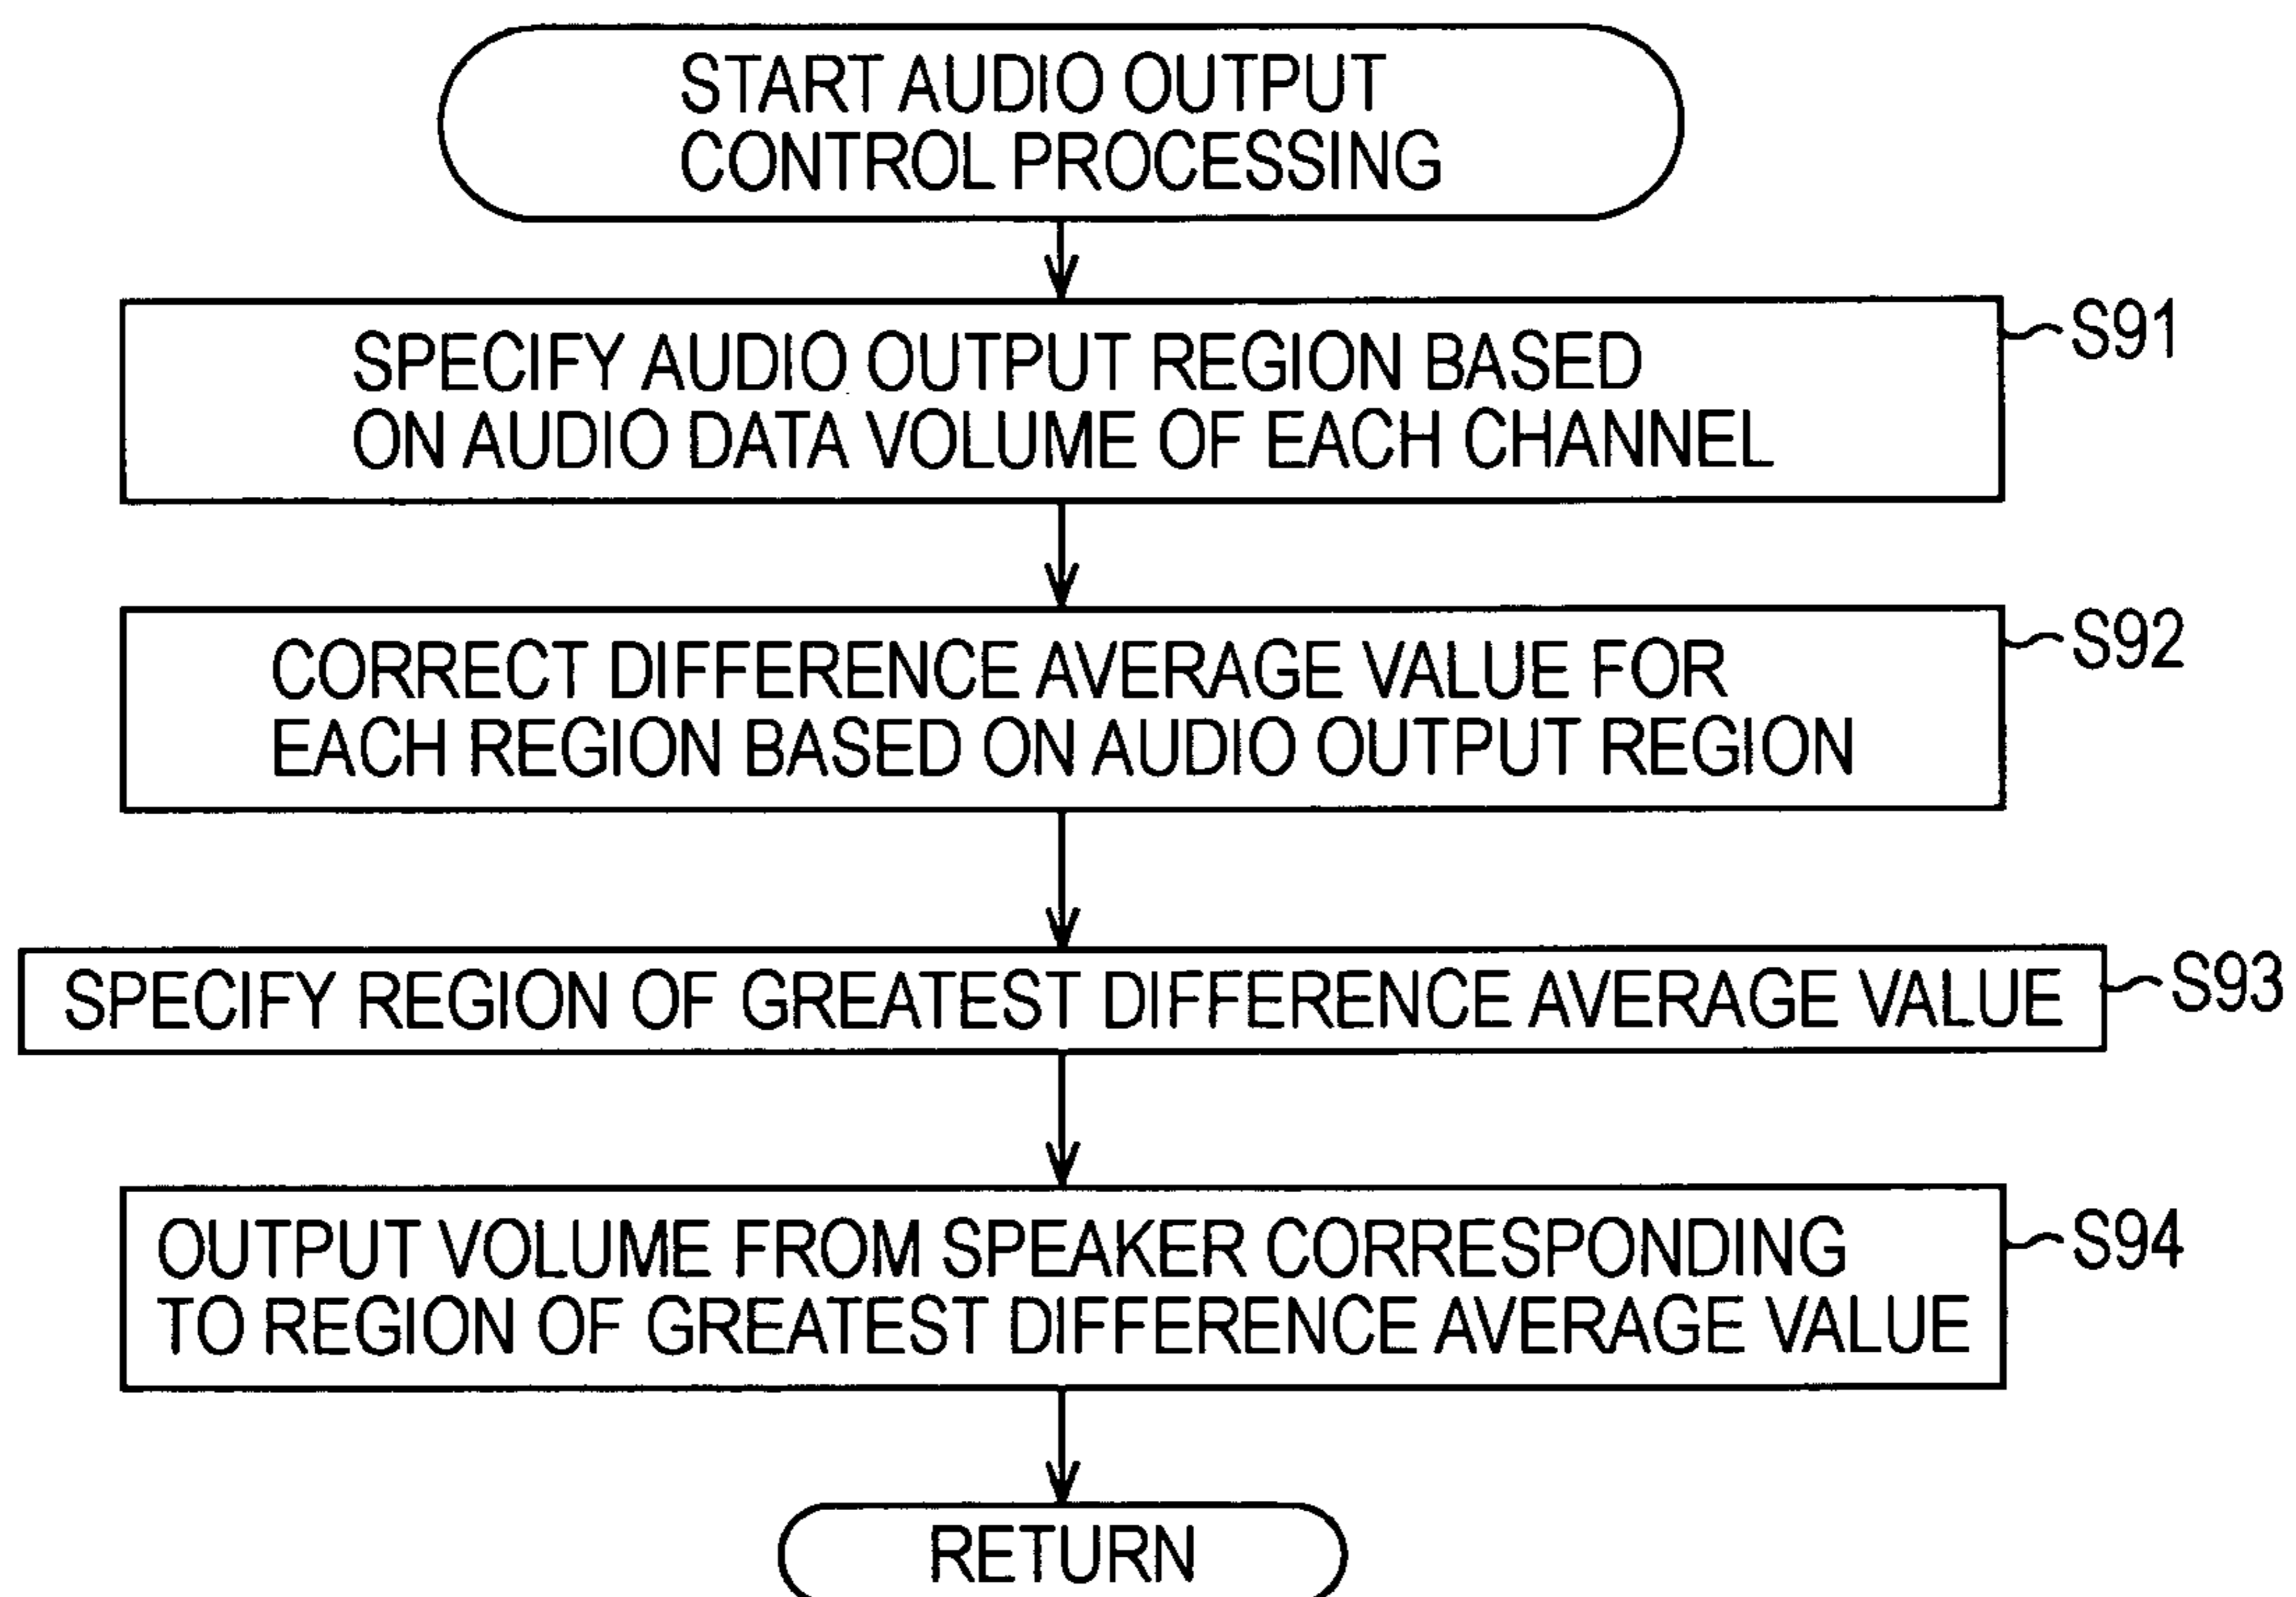 START AUDIO OUTPUT
CONTROL PROCESSING
SPECIFY AUDIO OUTPUT REGION BASED
ON AUDIO DATA VOLUME OF EACH CHANNEL
S91
CORRECT DIFFERENCE AVERAGE VALUE FOR
EACH REGION BASED ON AUDIO OUTPUT REGION
S92
SPECIFY REGION OF GREATEST DIFFERENCE AVERAGE VALUE
S93
OUTPUT VOLUME FROM SPEAKER CORRESPONDING
TO REGION OF GREATEST DIFFERENCE AVERAGE VALUE
S94
RETURN